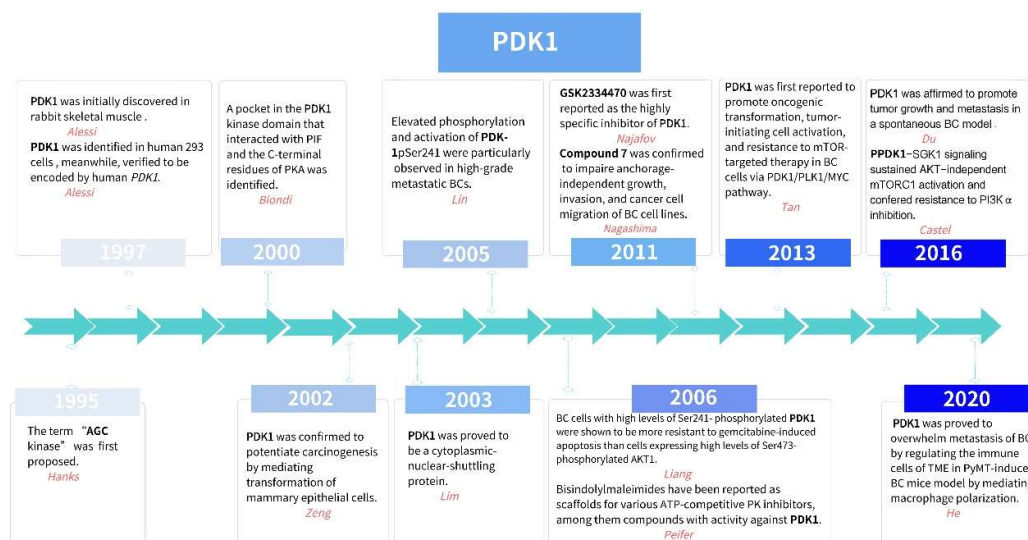 PDK1
PDK1 was initially discovered in
rabbit skeletal muscle .
Alessi
PDK1 was identified in human 293
cells , meanwhile, verified to be
encoded by human PDK1.
Alessi
1997
A pocket in the PDK1
kinase domain that
interacted with PIF
and the C-terminal
residues of PKA was
identified.
Biondi
2000
Elevated phosphorylation
and activation of PDK-
1pSer241 were particularly
observed in high-grade
metastatic BCs.
Lin
2005
GSK2334470 was first
reported as the highly
specific inhibitor of PDK1.
Najafov
Compound 7 was confirmed
to impair anchorage-
independent growth,
invasion, and cancer cell
migration of BC cell lines.
Nagashima
2011
PDK1 was first reported to
promote oncogenic
transformation, tumor-
initiating cell activation,
and resistance to mTOR-
targeted therapy in BC
cells via PDK1/PLK1/MYC
pathway.
Tan
2013
PDK1 was affirmed to promote
tumor growth and metastasis in
a spontaneous BC model .
Du
PPDK1–SGK1 signaling
sustained AKT–independent
mTORC1 activation and
confered resistance to PI3K α
inhibition.
Castel
2016
1995
The term “AGC
kinase” was first
proposed.
Hanks
2002
PDK1 was confirmed to
potentiate carcinogenesis
by mediating
transformation of
mammary epithelial cells.
Zeng
2003
PDK1 was proved to
be a cytoplasmic-
nuclear-shuttling
protein.
Lim
2006
BC cells with high levels of Ser241- phosphorylated PDK1
were shown to be more resistant to gemcitabine-induced
apoptosis than cells expressing high levels of Ser473-
phosphorylated AKT1.
Liang
Bisindolylmaleimides have been reported as
scaffolds for various ATP-competitive PK inhibitors,
among them compounds with activity against PDK1.
Peifer
2020
PDK1 was proved to
overwhelm metastasis of BC
by regulating the immune
cells of TME in PyMT-induced
BC mice model by mediating
macrophage polarization.
He